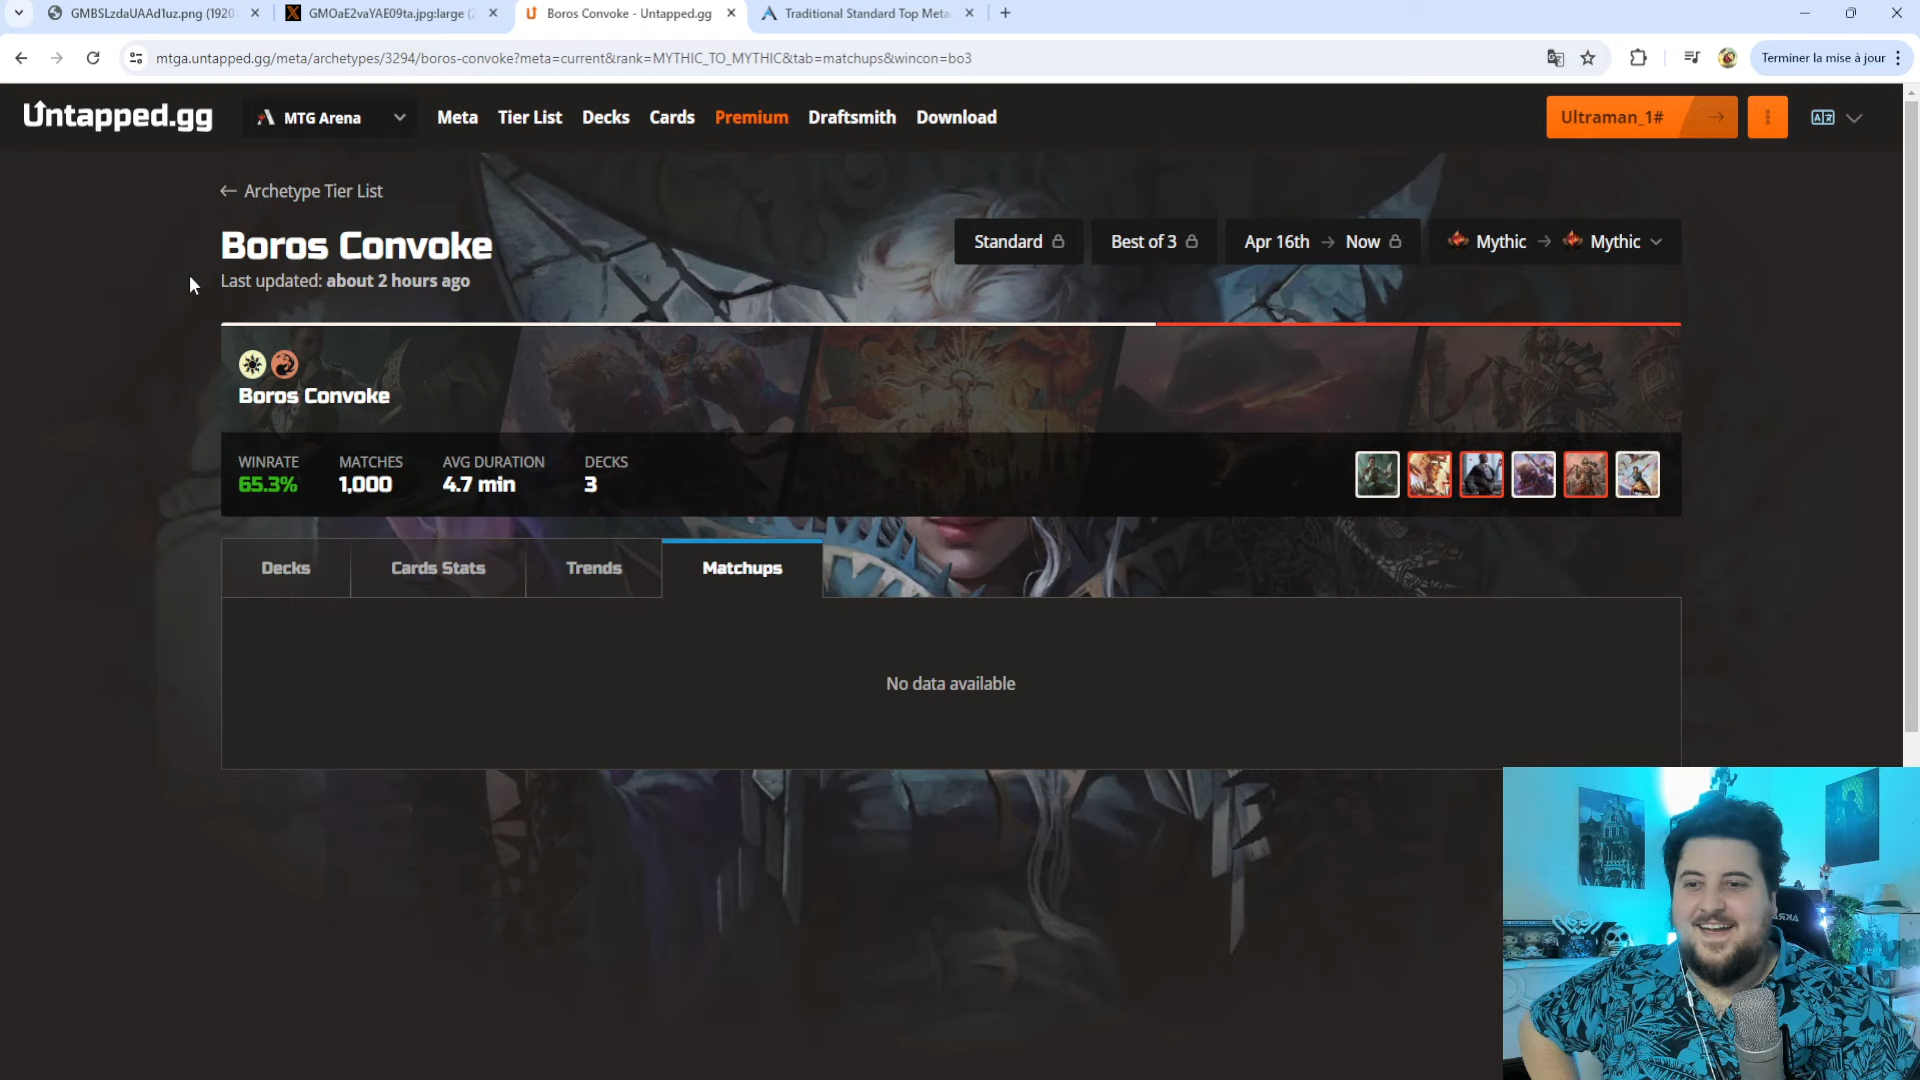 GMBSLzdaUAAd1uz.png (1920
GMOaE2vaYAE09ta.jpg:large (2
Boros Convoke - Untapped.gg
Traditional Standard Top Meta
mtga.untapped.gg/meta/archetypes/3294/boros-convoke?meta=current&rank=MYTHIC_TO_MYTHIC&tab=matchups&wincon=bo3
Terminer la mise à jour
Untapped.gg
MTG Arena
Meta
Tier List
Decks
Cards
Premium
Draftsmith
Download
Ultraman_1#
← Archetype Tier List
Boros Convoke
Last updated: about 2 hours ago
Standard
Best of 3
Apr 16th → Now
Mythic → Mythic
Boros Convoke
WINRATE
65.3%
MATCHES
1,000
AVG DURATION
4.7 min
DECKS
3
Decks
Cards Stats
Trends
Matchups
No data available